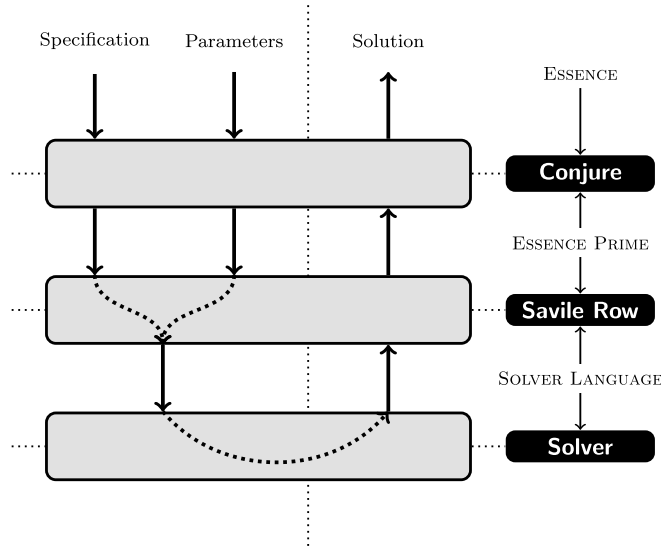 Specification Parameters Solution
ESSENCE
Conjure
ESSENCE PRIME
Savile Row
SOLVER LANGUAGE
Solver